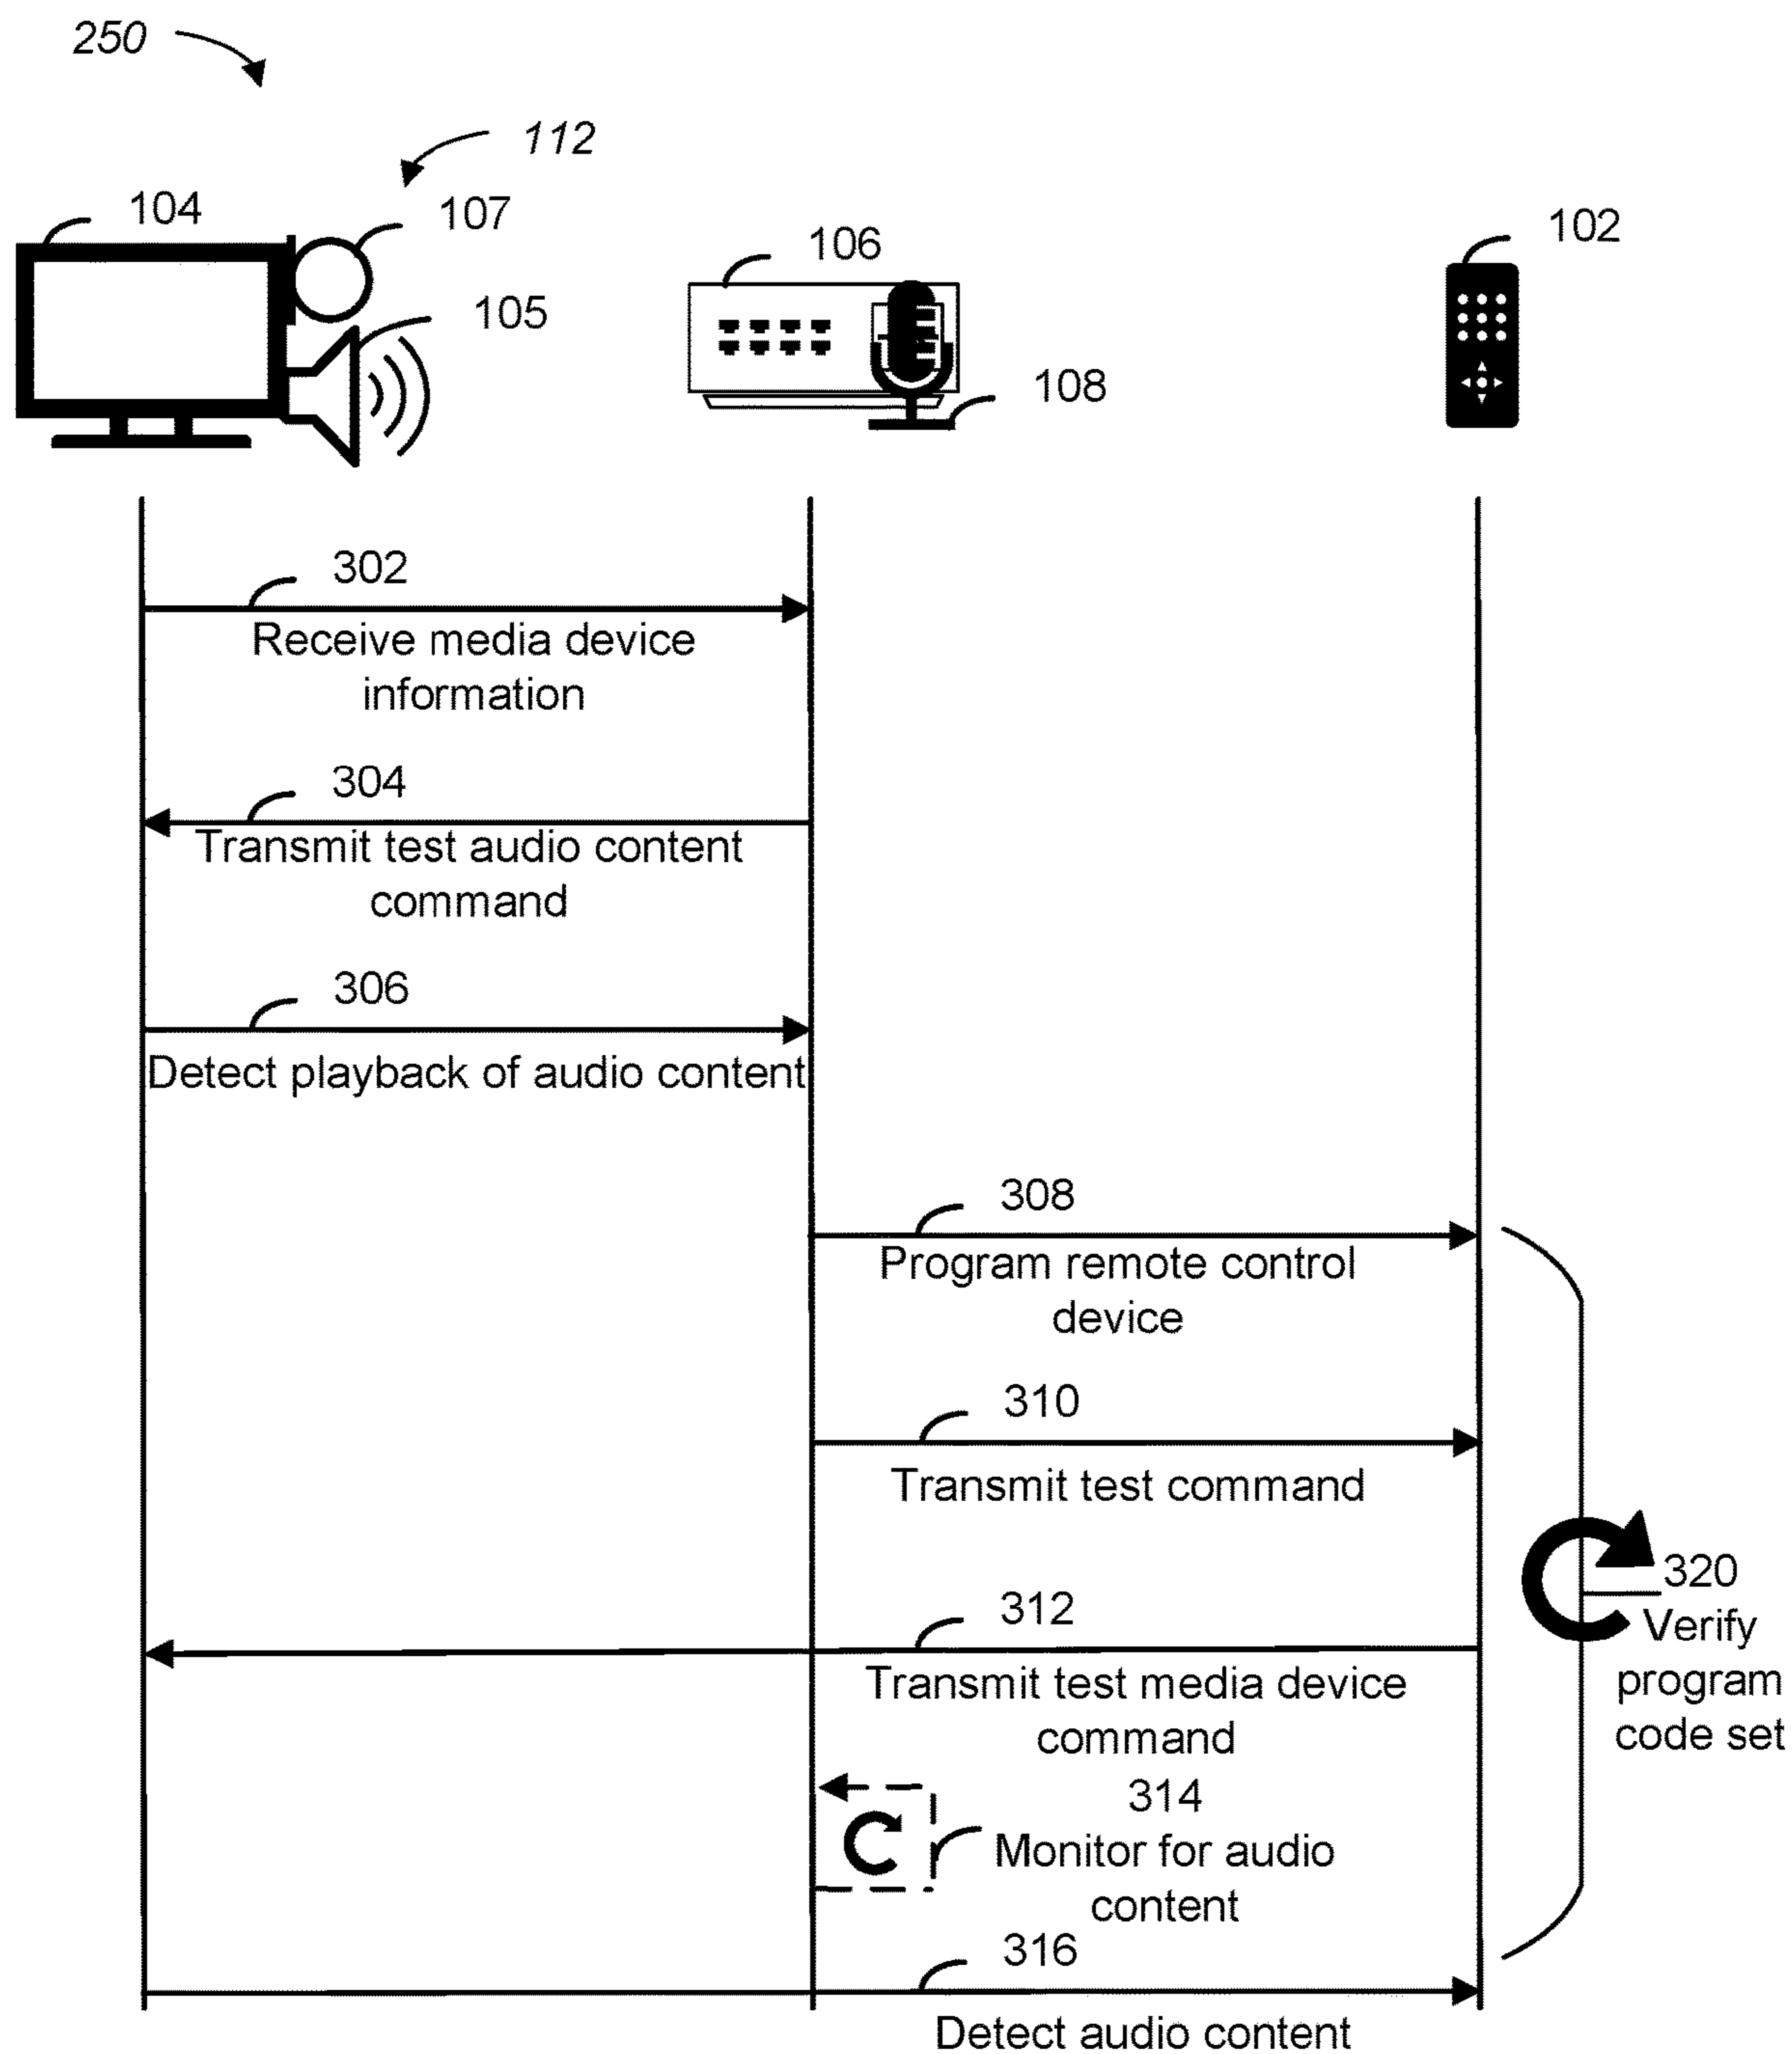 250
112
104
107
105
106
108
102
302
Receive media device
information
304
Transmit test audio content
command
306
Detect playback of audio content
308
Program remote control
device
310
Transmit test command
312
Transmit test media device
command
320
Verify
program
code set
314
Monitor for audio
content
316
Detect audio content